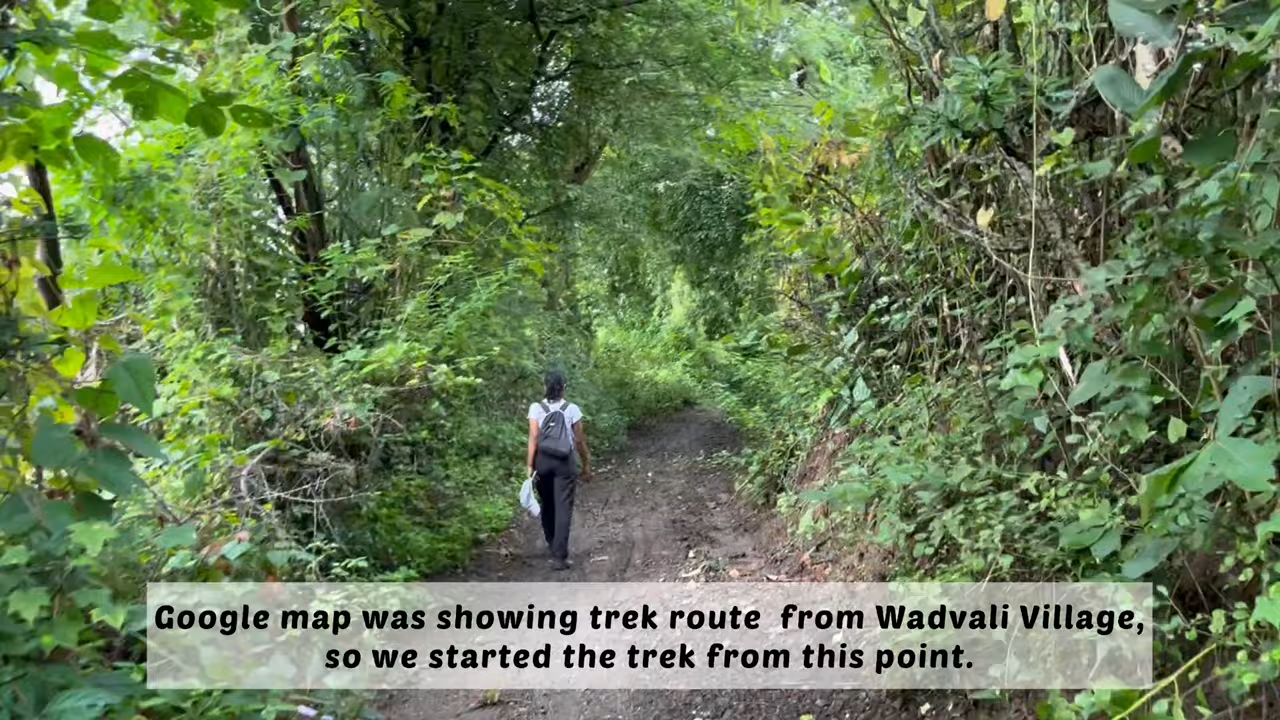 Google map was showing trek route  from Wadvali Village,
so we started the trek from this point.